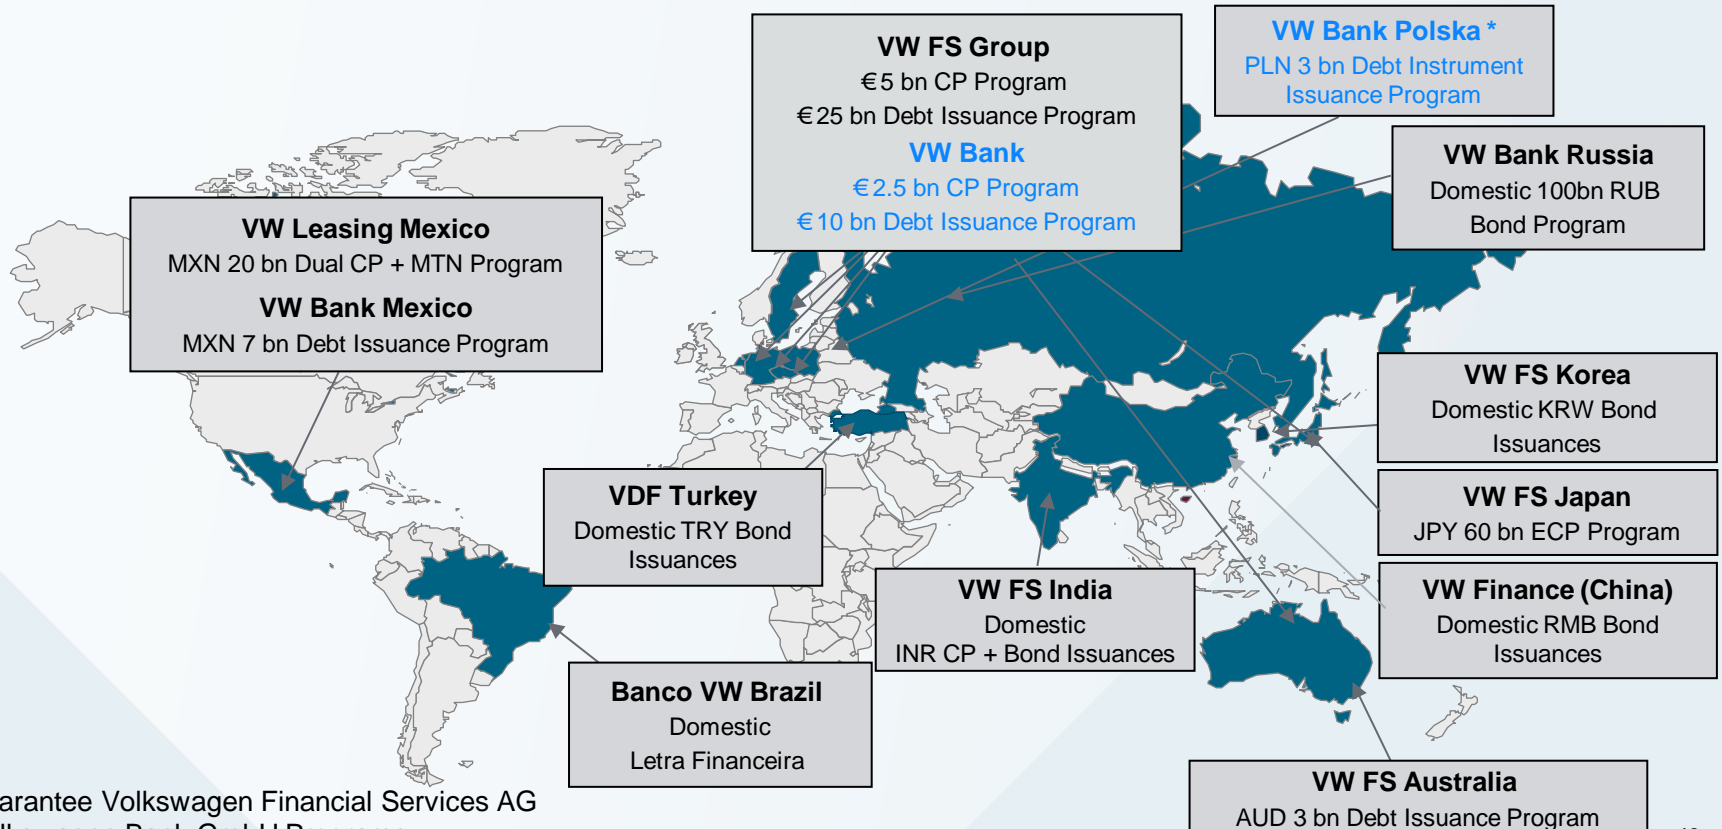 VW FS Group
€5 bn CP Program
€25 bn Debt Issuance Program
VW Bank
€2.5 bn CP Program
€10 bn Debt Issuance Program
VW Bank Polska *
PLN 3 bn Debt Instrument
Issuance Program
VW Bank Russia
Domestic 100bn RUB
Bond Program
VW Leasing Mexico
MXN 20 bn Dual CP + MTN Program
VW Bank Mexico
MXN 7 bn Debt Issuance Program
VW FS Korea
Domestic KRW Bond
Issuances
VDF Turkey
Domestic TRY Bond
Issuances
VW FS Japan
JPY 60 bn ECP Program
VW FS India
Domestic
INR CP + Bond Issuances
VW Finance (China)
Domestic RMB Bond
Issuances
Banco VW Brazil
Domestic
Letra Financeira
VW FS Australia
AUD 3 bn Debt Issuance Program
Volkswagen Financial Services AG